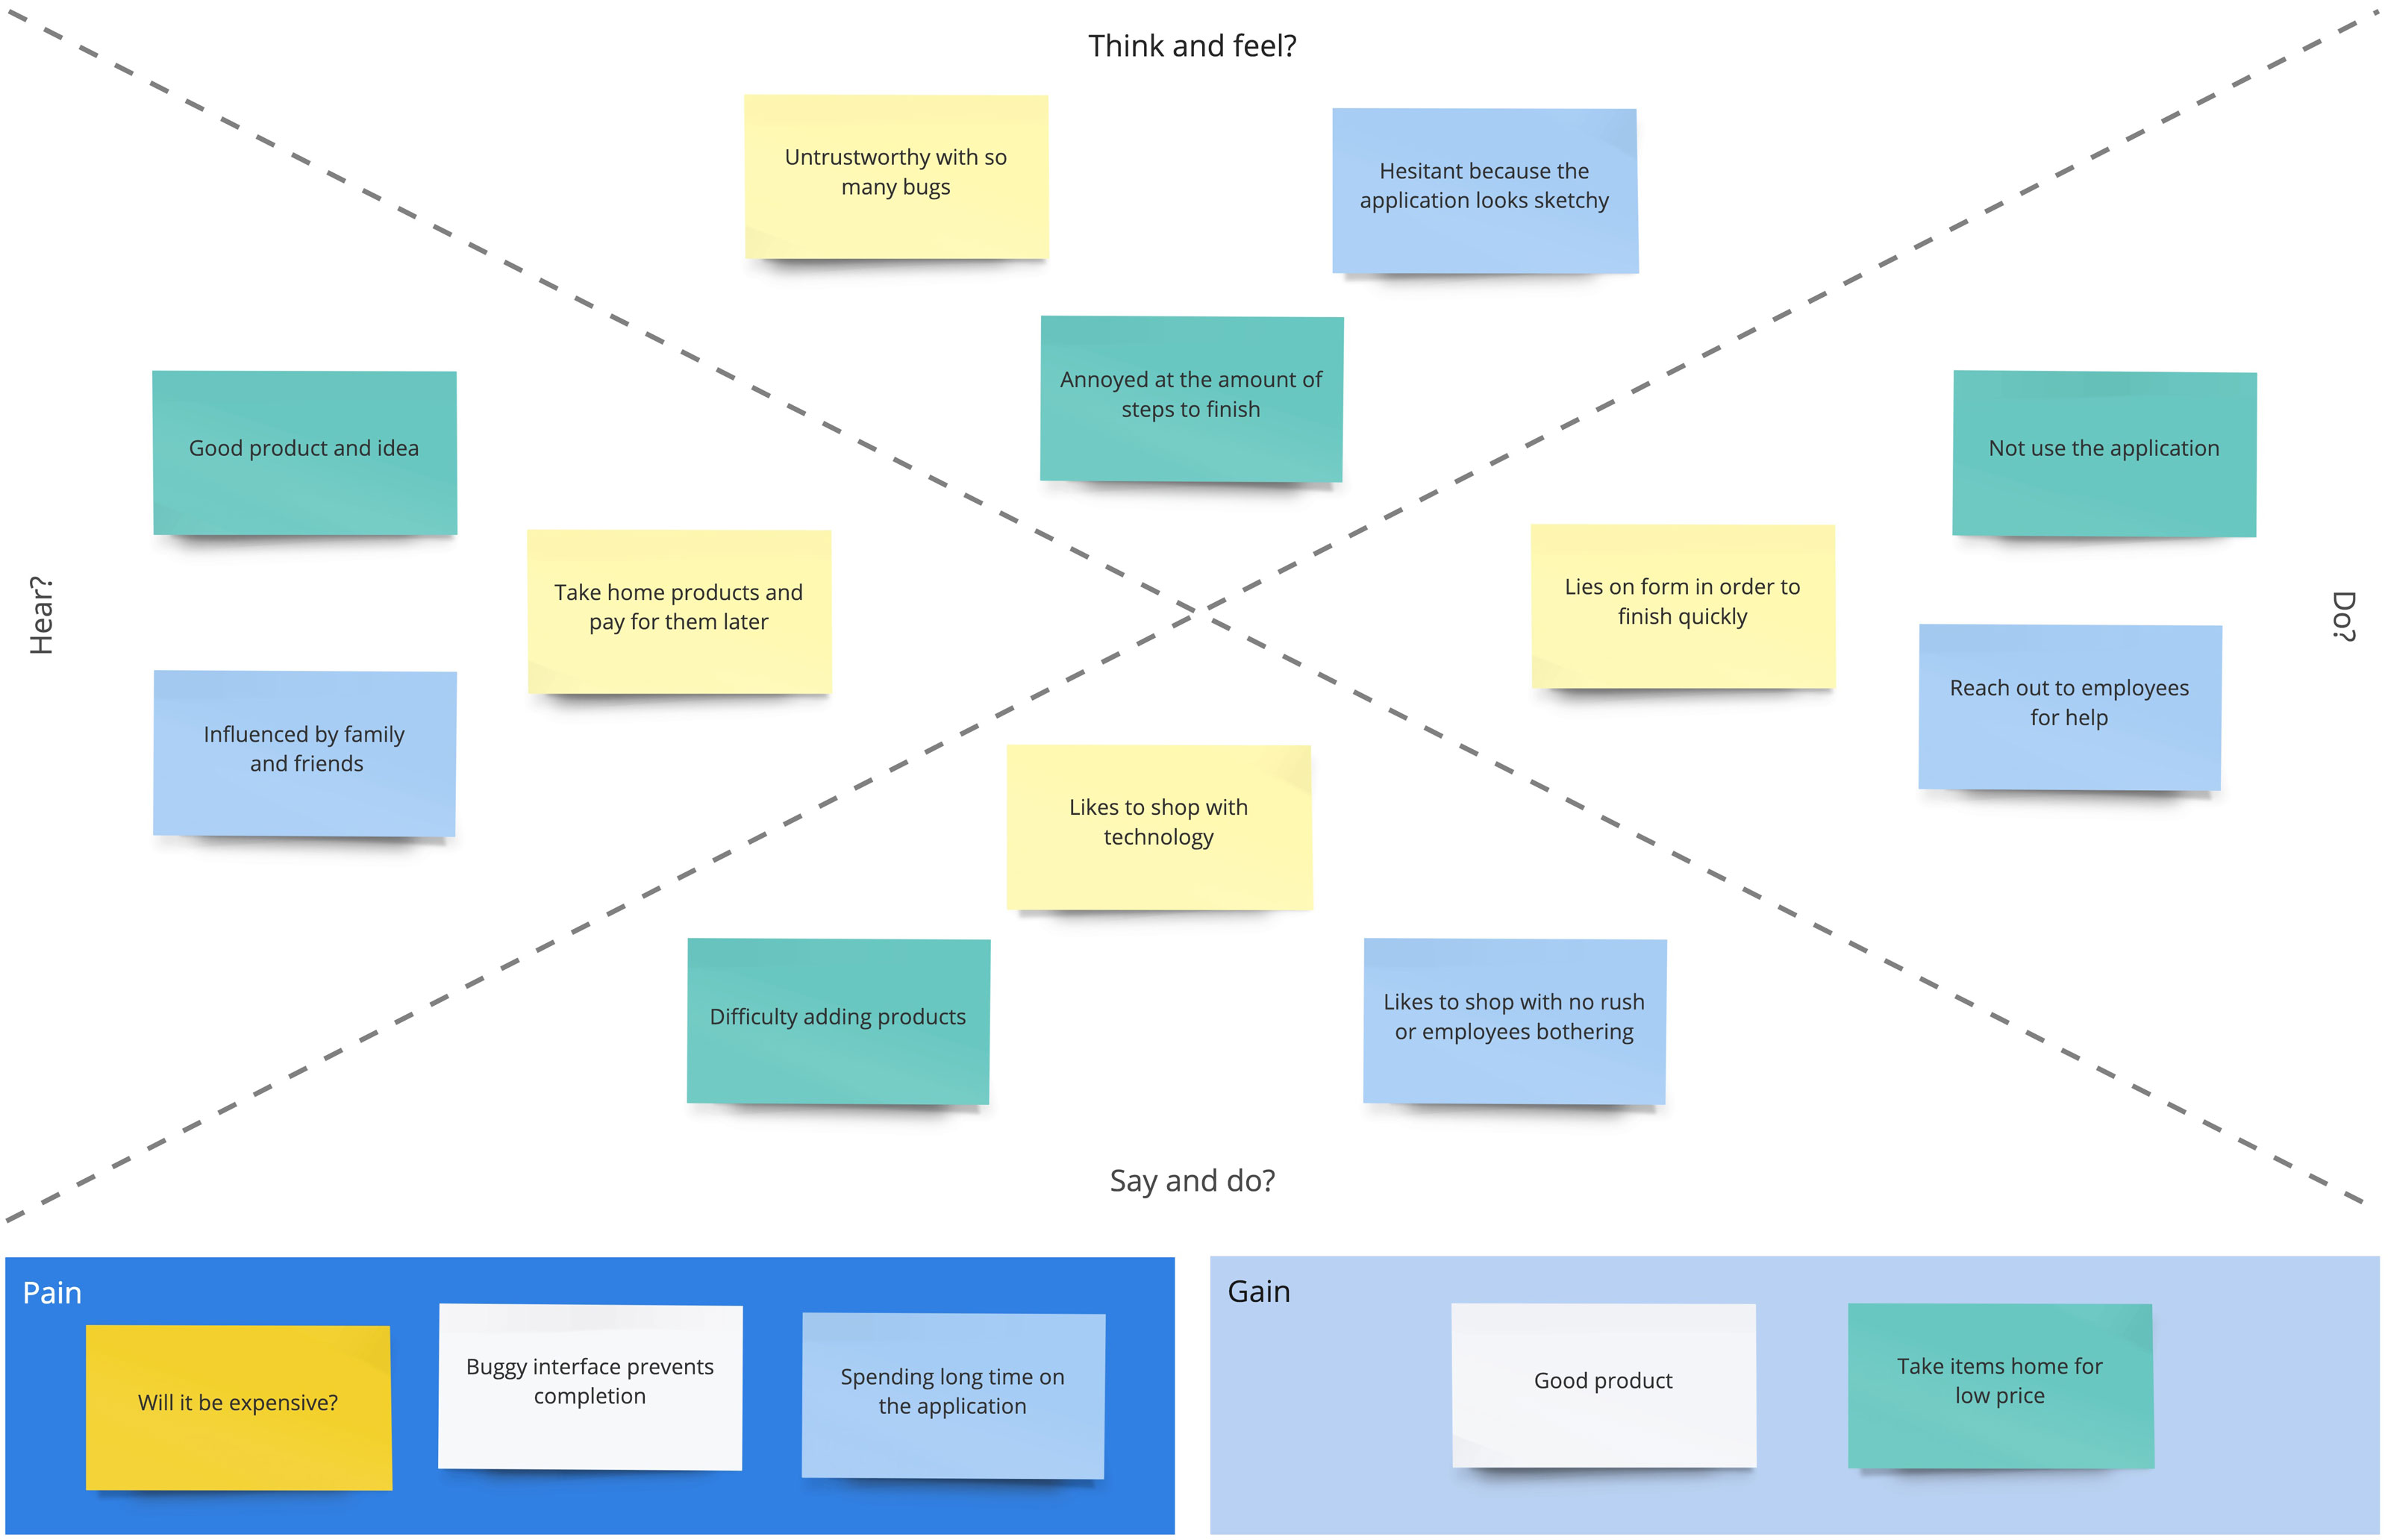 Think and feel?
Untrustworthy with so
many bugs
Hesitant because the
application looks sketchy
Annoyed at the amount of
steps to finish
Hear?
Good product and idea
Take home products and
pay for them later
Influenced by family
and friends
Do?
Not use the application
Lies on form in order to
finish quickly
Reach out to employees
for help
Likes to shop with
technology
Difficulty adding products
Likes to shop with no rush
or employees bothering
Say and do?
Pain
Will it be expensive?
Buggy interface prevents
completion
Spending long time on
the application
Gain
Good product
Take items home for
low price